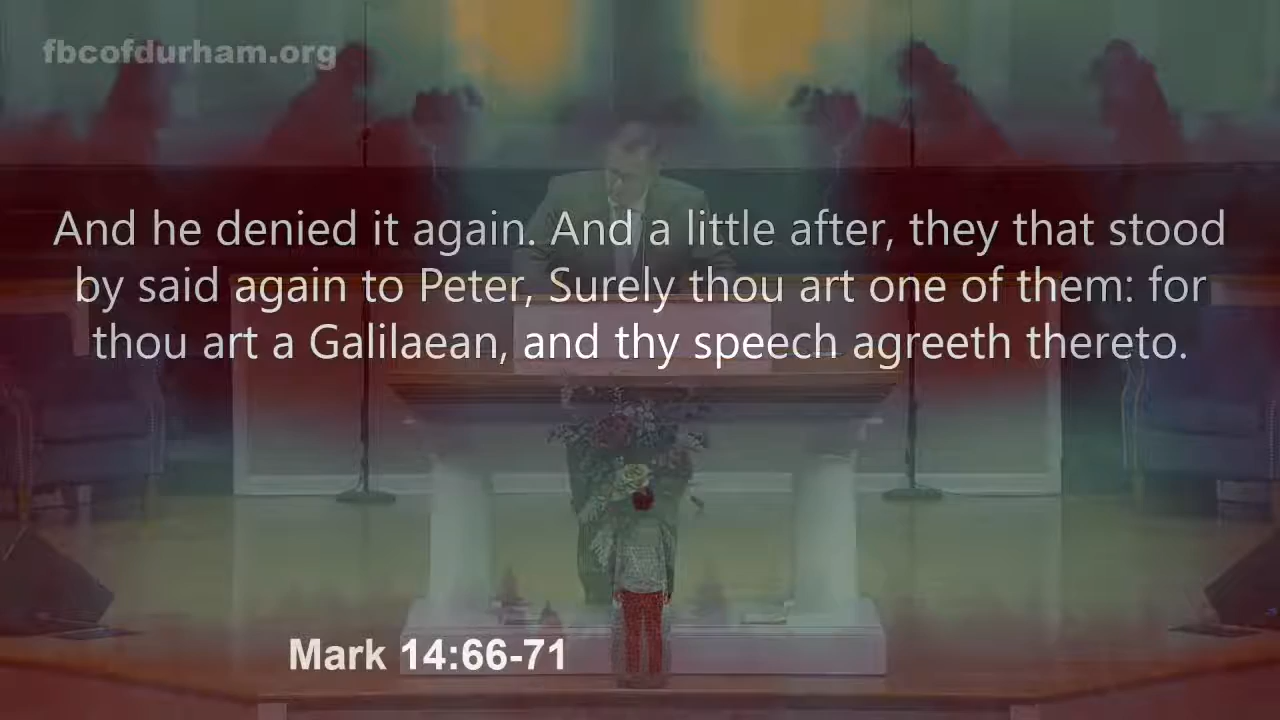 fbcofdurham.org
And he denied it again. And a little after, they that stood
by said again to Peter, Surely thou art one of them: for
thou art a Galilaean, and thy speech agreeth thereto.
Mark 14:66-71